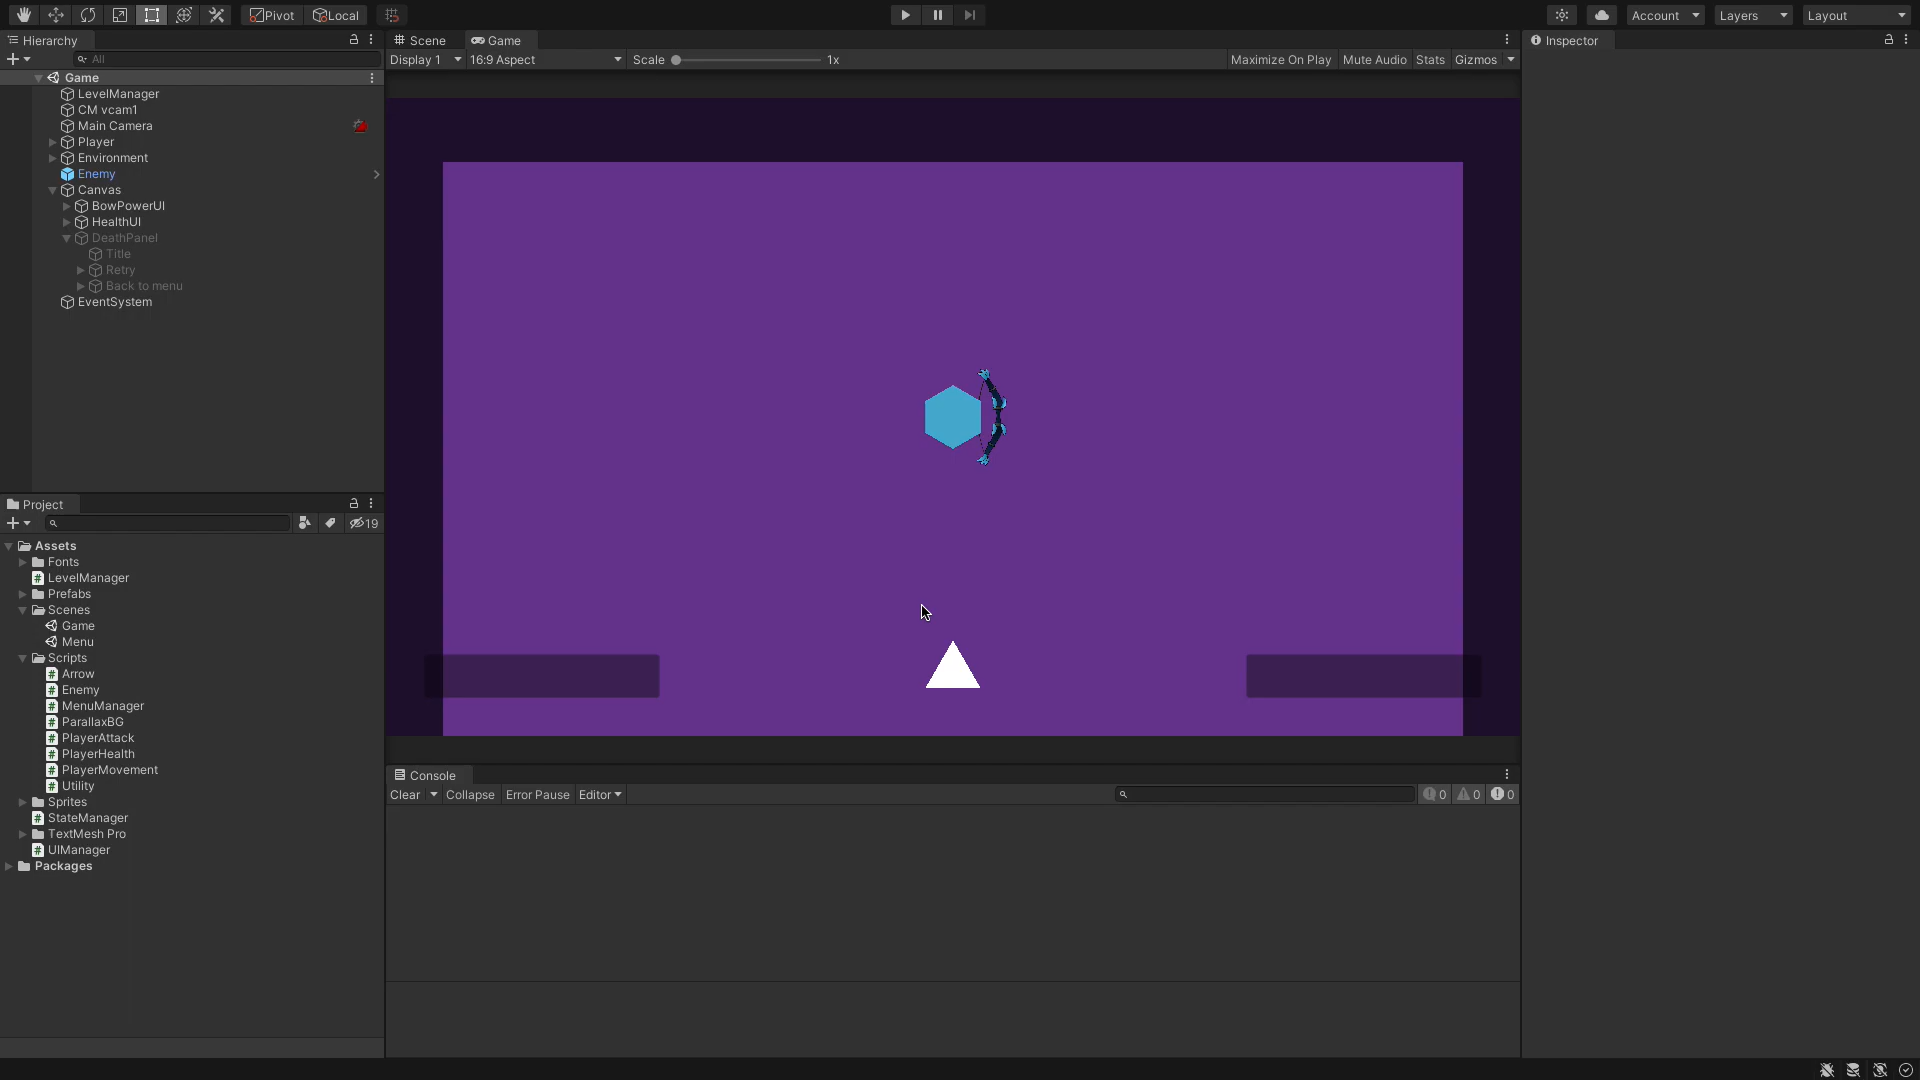 Pivot Local Account Layers Layout
Hierarchy Scene Game Inspector
All Display 1 16:9 Aspect Scale 1x Maximize On Play Mute Audio Stats Gizmos
Game
LevelManager
CM vcam1
Main Camera
Player
Environment
Enemy
Canvas
BowPowerUI
HealthUI
DeathPanel
Title
Retry
Back to menu
EventSystem
Project
19
Assets
Fonts
LevelManager
Prefabs
Scenes
Game
Menu
Scripts
Arrow
Enemy
MenuManager
ParallaxBG
PlayerAttack
PlayerHealth
PlayerMovement
Utility
Sprites
StateManager
TextMesh Pro
UIManager
Packages
Console
Clear Collapse Error Pause Editor 0 0 0